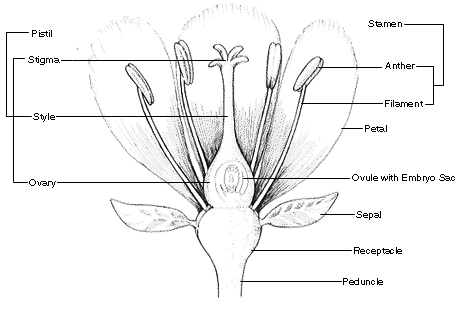 Pistil
Stigma
Style
Ovary
Stamen
Anther
Filament
Petal
Ovule with Embryo Sac
Sepal
Receptacle
Peduncle